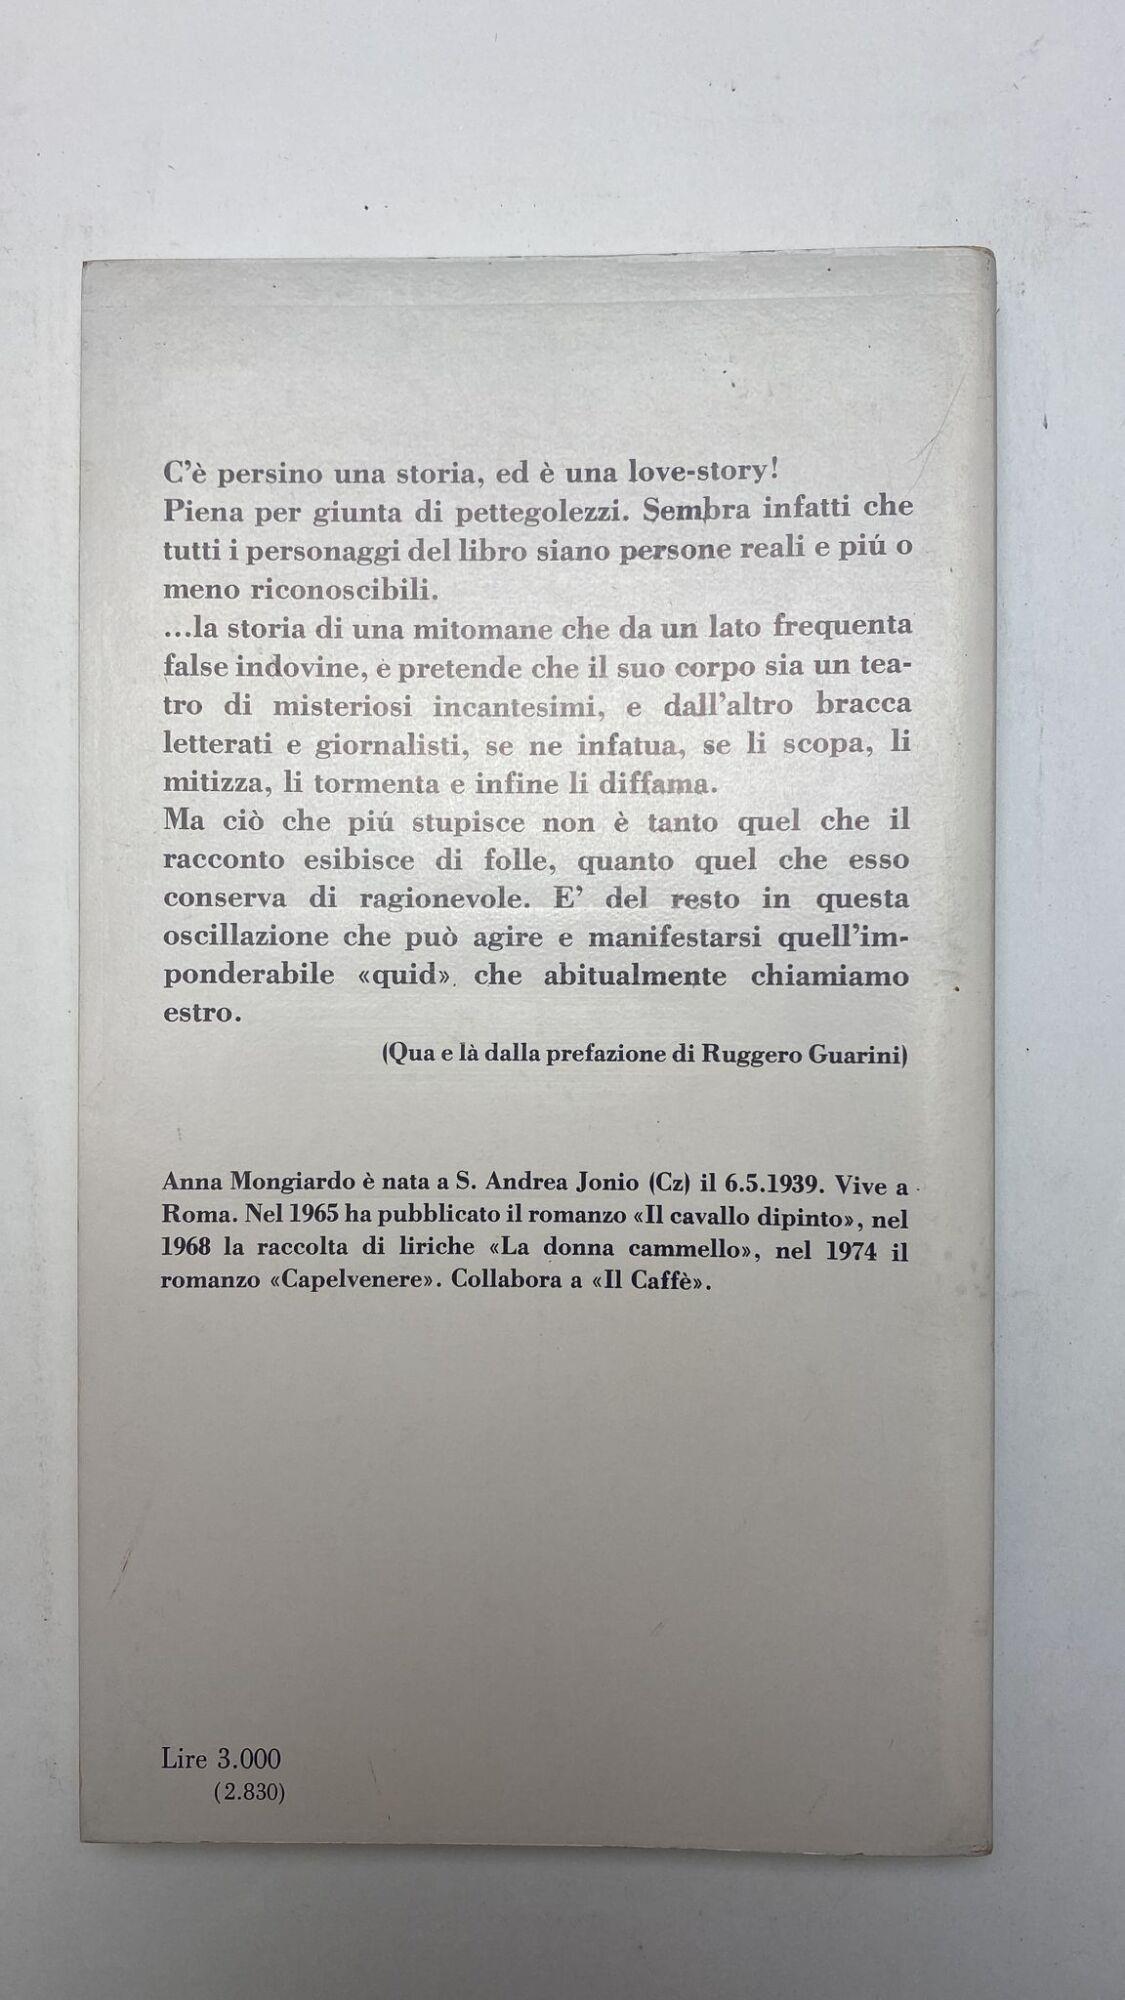 C'è persino una storia, ed è una love-story!
Piena per giunta di pettegolezzi. Sembra infatti che
tutti i personaggi del libro siano persone reali e piú o
meno riconoscibili.
...la storia di una mitomane che da un lato frequenta
false indovine, e pretende che il suo corpo sia un tea-
tro di misteriosi incantesimi, e dall'altro bracca
letterati e giornalisti, se ne infatua, se li scopa, li
mitizza, li tormenta e infine li diffama.
Ma ciò che piú stupisce non è tanto quel che il
racconto esibisce di folle, quanto quel che esso
conserva di ragionevole. E' del resto in questa
oscillazione che può agire e manifestarsi quell'im-
ponderabile «quid» che abitualmente chiamiamo
estro.
(Qua e là dalla prefazione di Ruggero Guarini)
Anna Mongiardo è nata a S. Andrea Jonio (Cz) il 6.5.1939. Vive a
Roma. Nel 1965 ha pubblicato il romanzo «Il cavallo dipinto», nel
1968 la raccolta di liriche «La donna cammello», nel 1974 il
romanzo «Capelvenere». Collabora a «Il Caffè».
Lire 3.000
(2.830)